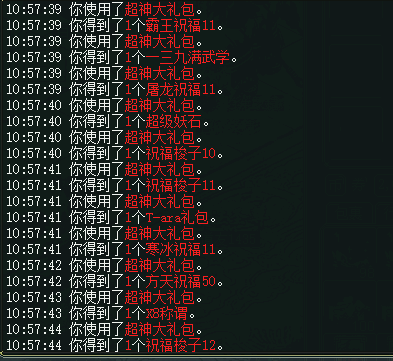 10:57:39 你使用了超神大礼包。
10:57:39 你得到了1个霸王祝福11。
10:57:39 你使用了超神大礼包。
10:57:39 你得到了1个一三九满武学。
10:57:39 你使用了超神大礼包。
10:57:39 你得到了1个屠龙祝福11。
10:57:40 你使用了超神大礼包。
10:57:40 你得到了1个超级妖石。
10:57:40 你使用了超神大礼包。
10:57:40 你得到了1个祝福梭子10。
10:57:41 你使用了超神大礼包。
10:57:41 你得到了1个祝福梭子11。
10:57:41 你使用了超神大礼包。
10:57:41 你得到了1个T-ara礼包。
10:57:41 你使用了超神大礼包。
10:57:41 你得到了1个寒冰祝福11。
10:57:42 你使用了超神大礼包。
10:57:42 你得到了1个方天祝福50。
10:57:43 你使用了超神大礼包。
10:57:43 你得到了1个X8称谓。
10:57:44 你使用了超神大礼包。
10:57:44 你得到了1个祝福梭子12。